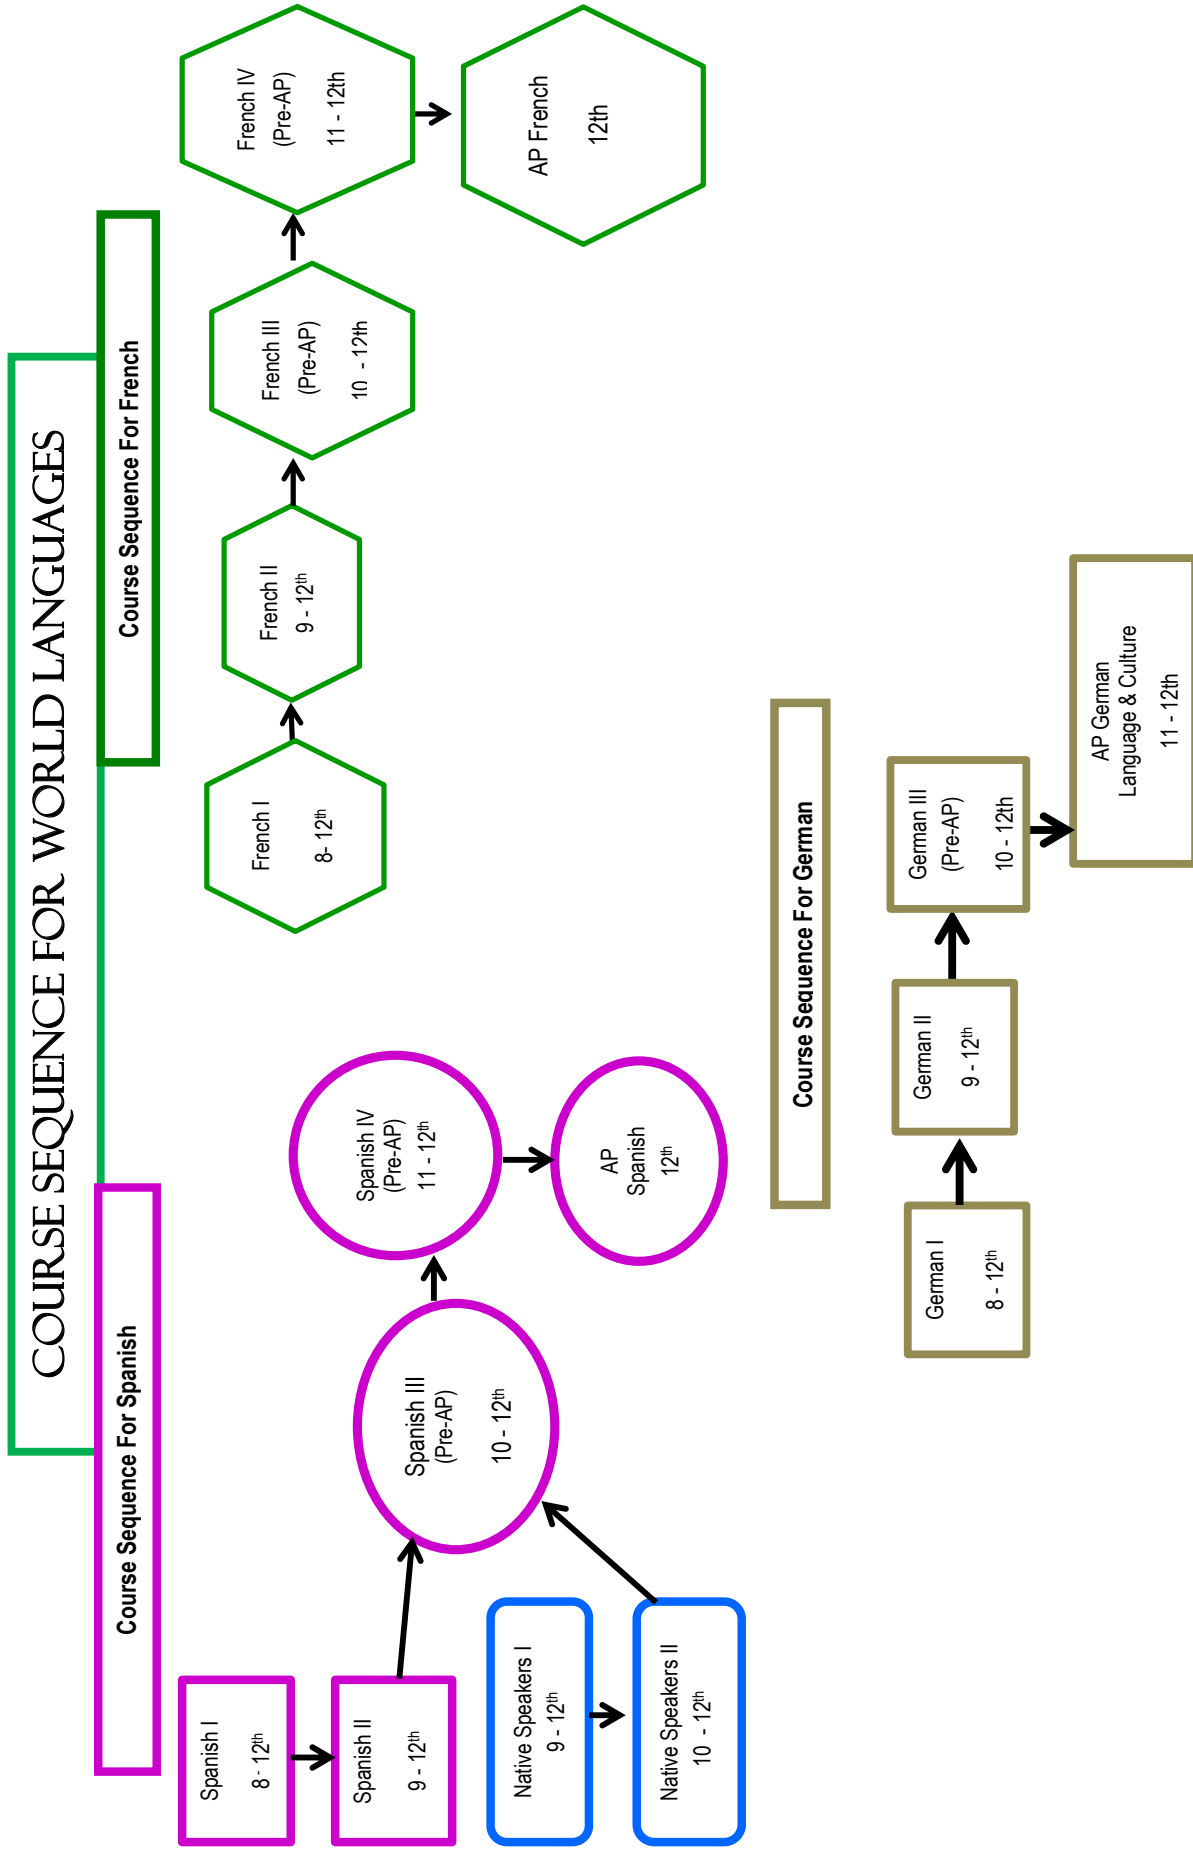 COURSE SEQUENCE FOR WORLD LANGUAGES
Course Sequence For Spanish
Spanish I
8 - 12th
Spanish II
9 - 12th
Native Speakers I
9 - 12th
Native Speakers II
10 - 12th
Spanish III
(Pre-AP)
10 - 12th
Spanish IV
(Pre-AP)
11 - 12th
AP
Spanish
12th
Course Sequence For French
French I
8- 12th
French II
9 - 12th
French III
(Pre-AP)
10 - 12th
French IV
(Pre-AP)
11 - 12th
AP French
12th
Course Sequence For German
German I
8 - 12th
German II
9 - 12th
German III
(Pre-AP)
10 - 12th
AP German
Language & Culture
11 - 12th